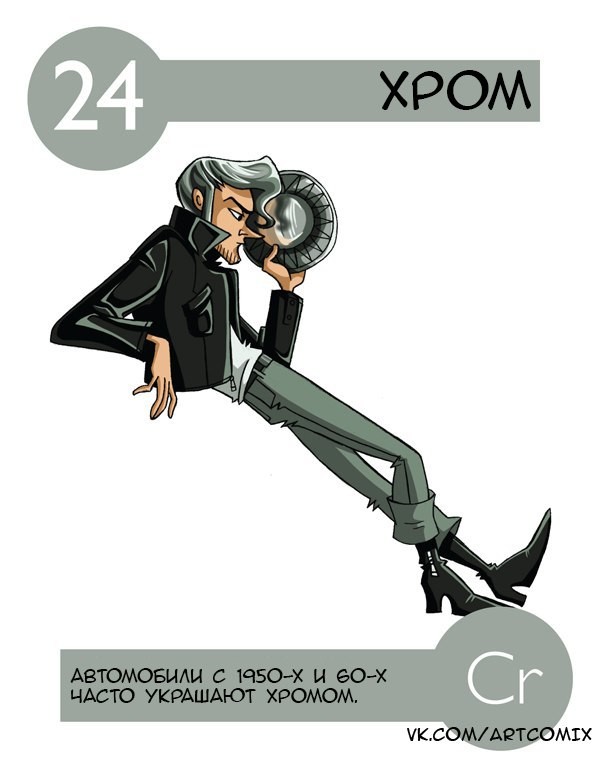 24
ХРОМ
АВТОМОБИЛИ С 1950-Х И 60-Х
ЧАСТО УКРАШАЮТ ХРОМОМ.
Cr
VK.COM/ARTCOMIX